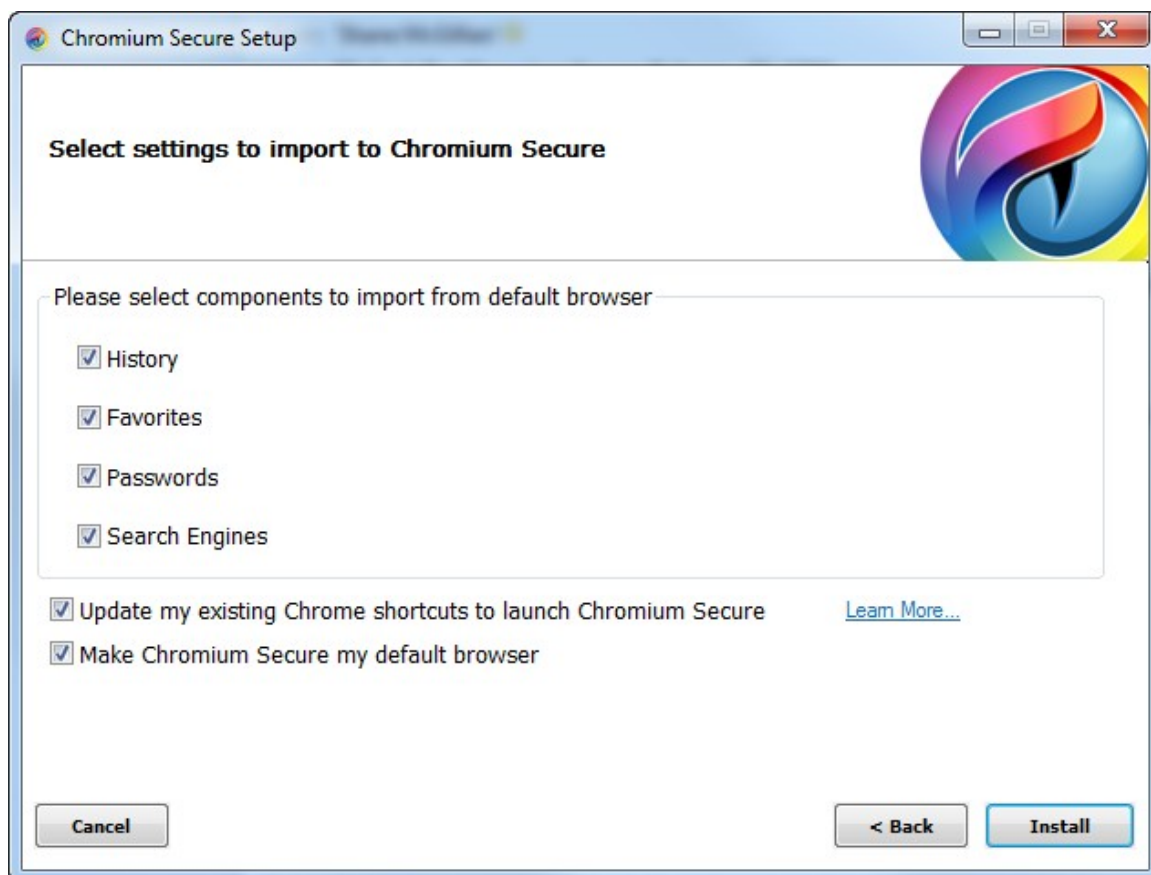 Chromium Secure Setup
Select settings to import to Chromium Secure
Please select components to import from default browser
History
Favorites
Passwords
Search Engines
Update my existing Chrome shortcuts to launch Chromium Secure Learn More...
Make Chromium Secure my default browser
Cancel < Back Install